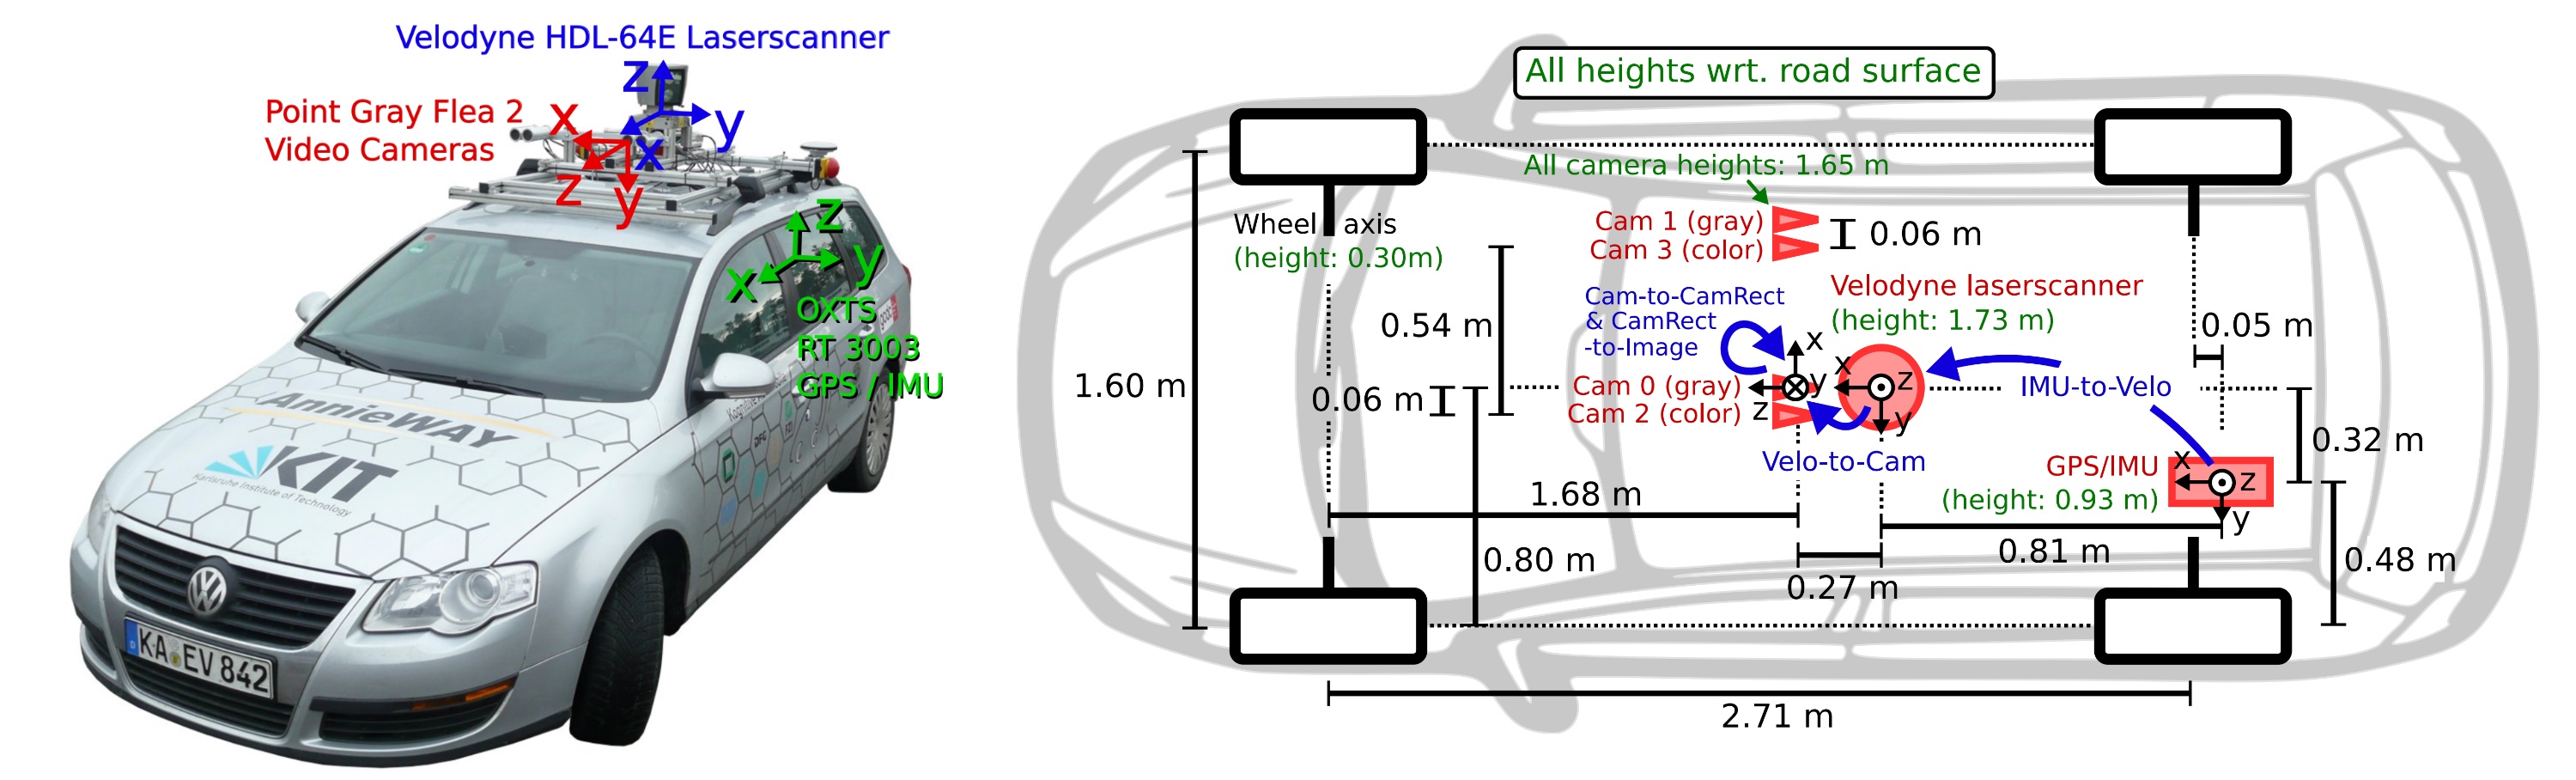 Velodyne HDL-64E Laserscanner
z
y
x
Point Gray Flea 2
Video Cameras
x
z
y
z
y
x
OXTS
RT 3003
GPS / IMU
AnnieWAY
KIT
Karlsruhe Institute of Technology
DFG
FZI
KA EV 842
All heights wrt. road surface
All camera heights: 1.65 m
Wheel axis
(height: 0.30m)
Cam 1 (gray)
Cam 3 (color)
0.06 m
Velodyne laserscanner
(height: 1.73 m)
Cam-to-CamRect
& CamRect
-to-Image
0.54 m
0.05 m
1.60 m
0.06 m
Cam 0 (gray)
Cam 2 (color)
x
y
z
x
z
y
IMU-to-Velo
0.32 m
Velo-to-Cam
GPS/IMU
(height: 0.93 m)
x
z
y
1.68 m
0.80 m
0.27 m
0.81 m
0.48 m
2.71 m